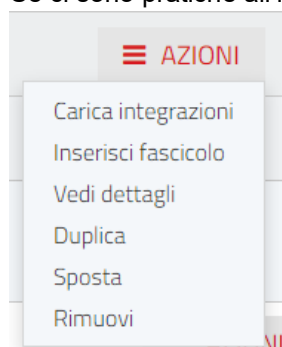 AZIONI
Carica integrazioni
Inserisci fascicolo
Vedi dettagli
Duplica
Sposta
Rimuovi